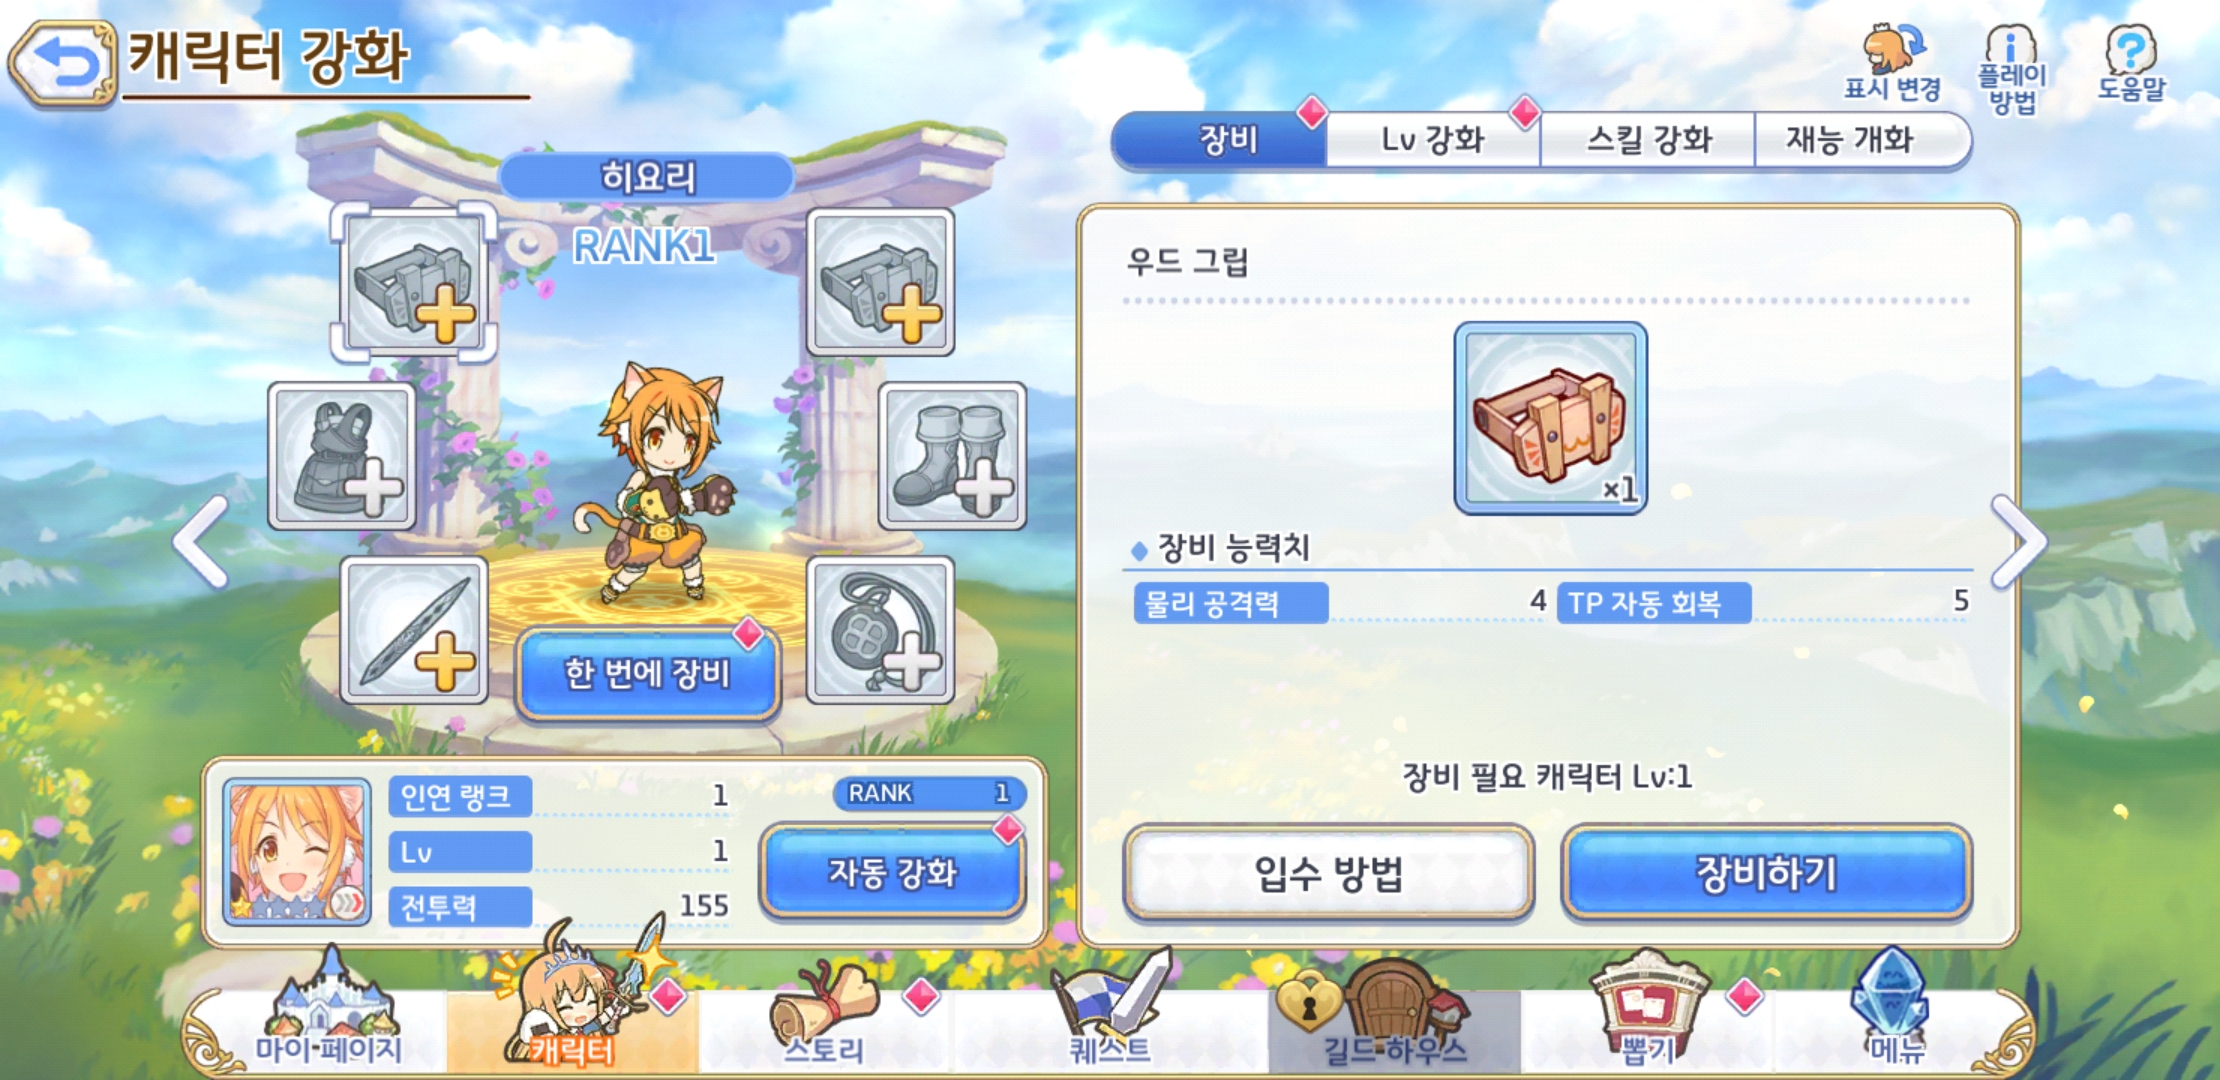 캐릭터 강화
표시 변경
플레이
방법
도움말
히요리
RANK1
한 번에 장비
인연 랭크 1
Lv 1
전투력 155
RANK 1
자동 강화
장비
Lv 강화
스킬 강화
재능 개화
우드 그립
×1
장비 능력치
물리 공격력 4
TP 자동 회복 5
장비 필요 캐릭터 Lv:1
입수 방법
장비하기
마이 페이지
캐릭터
스토리
퀘스트
길드 하우스
뽑기
메뉴